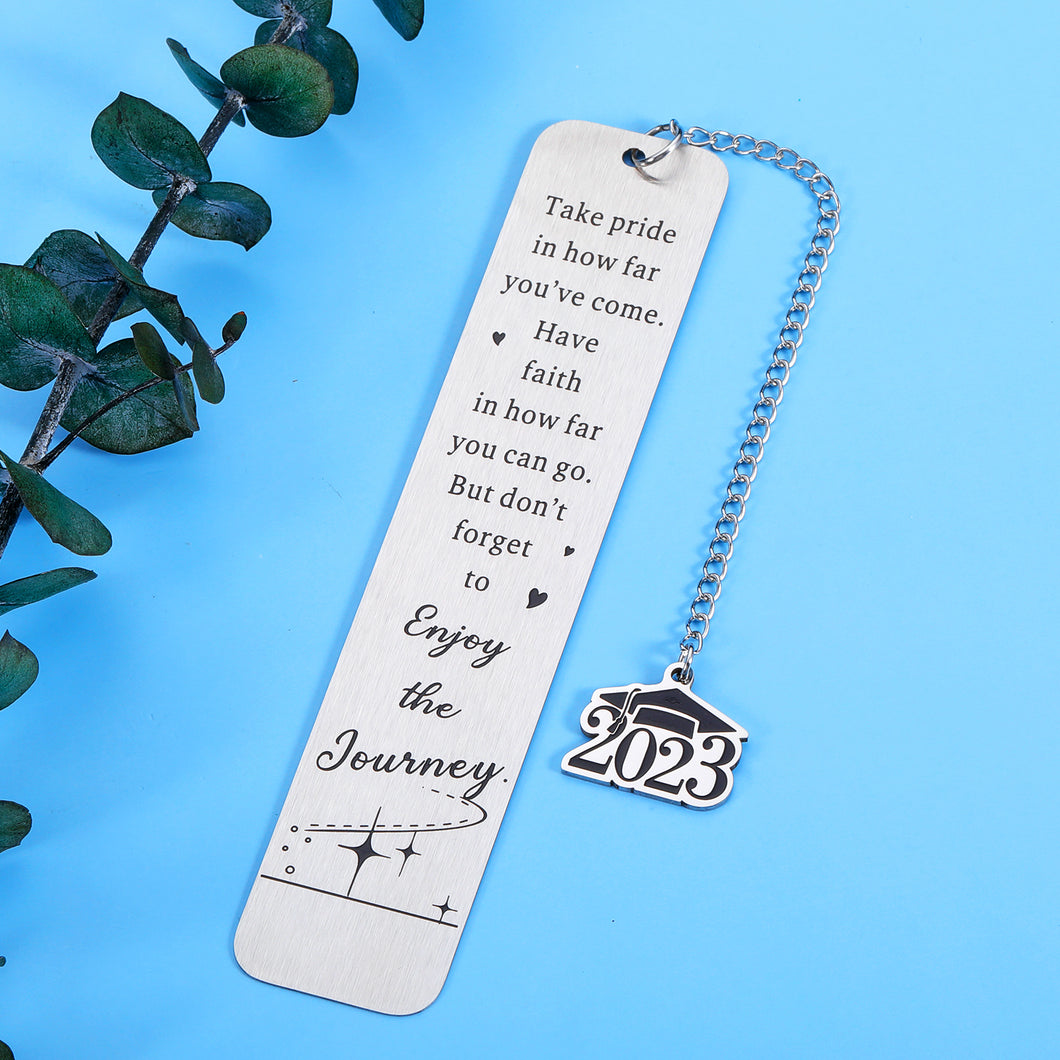 Take pride
in how far
you've come.
Have
faith
in how far
you can go.
But don't
forget
to
Enjoy
the
Journey.
2023